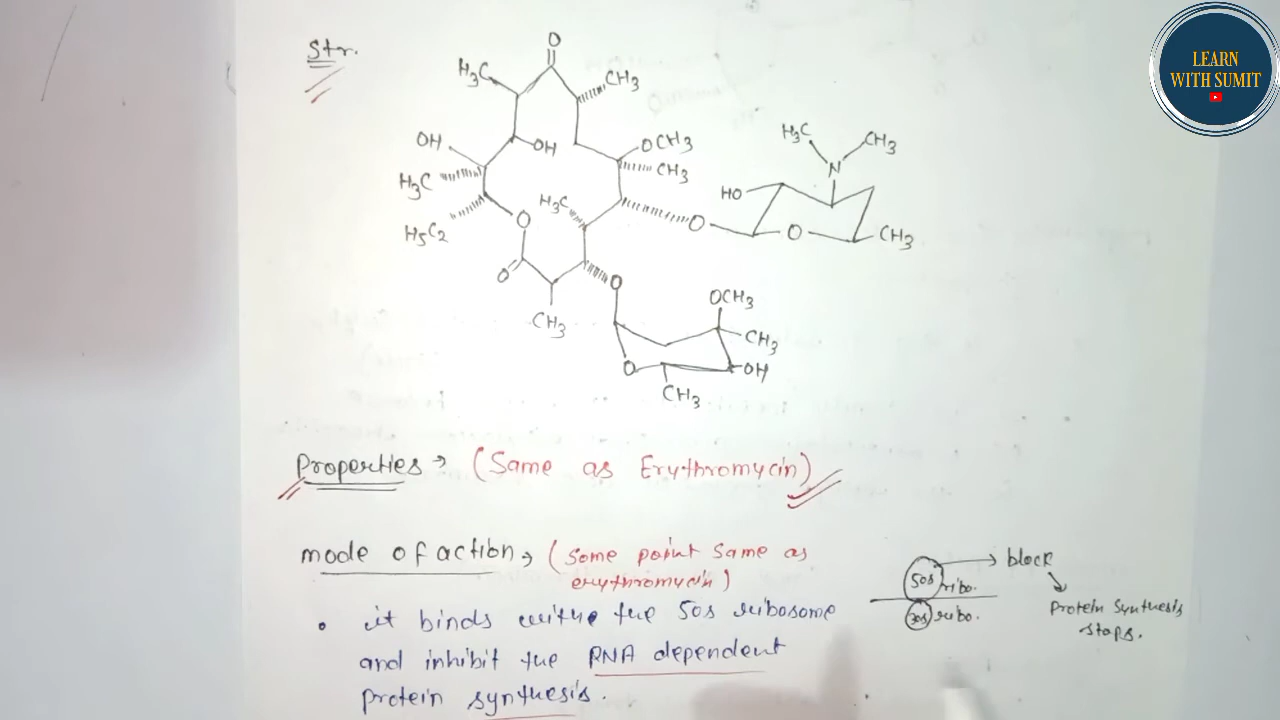 Str.
LEARN
WITH SUMIT
O
H₃C
CH₃
OH
OH
OCH₃
CH₃
H₃C
H₃C
H₅C₂
O
O
CH₃
O
H₃C
CH₃
N
HO
O
O
CH₃
OCH₃
CH₃
O
OH
CH₃
Properties → (Same as Erythromycin)
mode of action → (Some point same as
erythromycin)
• it binds withe the 50s ribosome
and inhibit the RNA dependent
protein synthesis.
50s ribo. → block
30s ribo.
Protein Synthesis
stops.